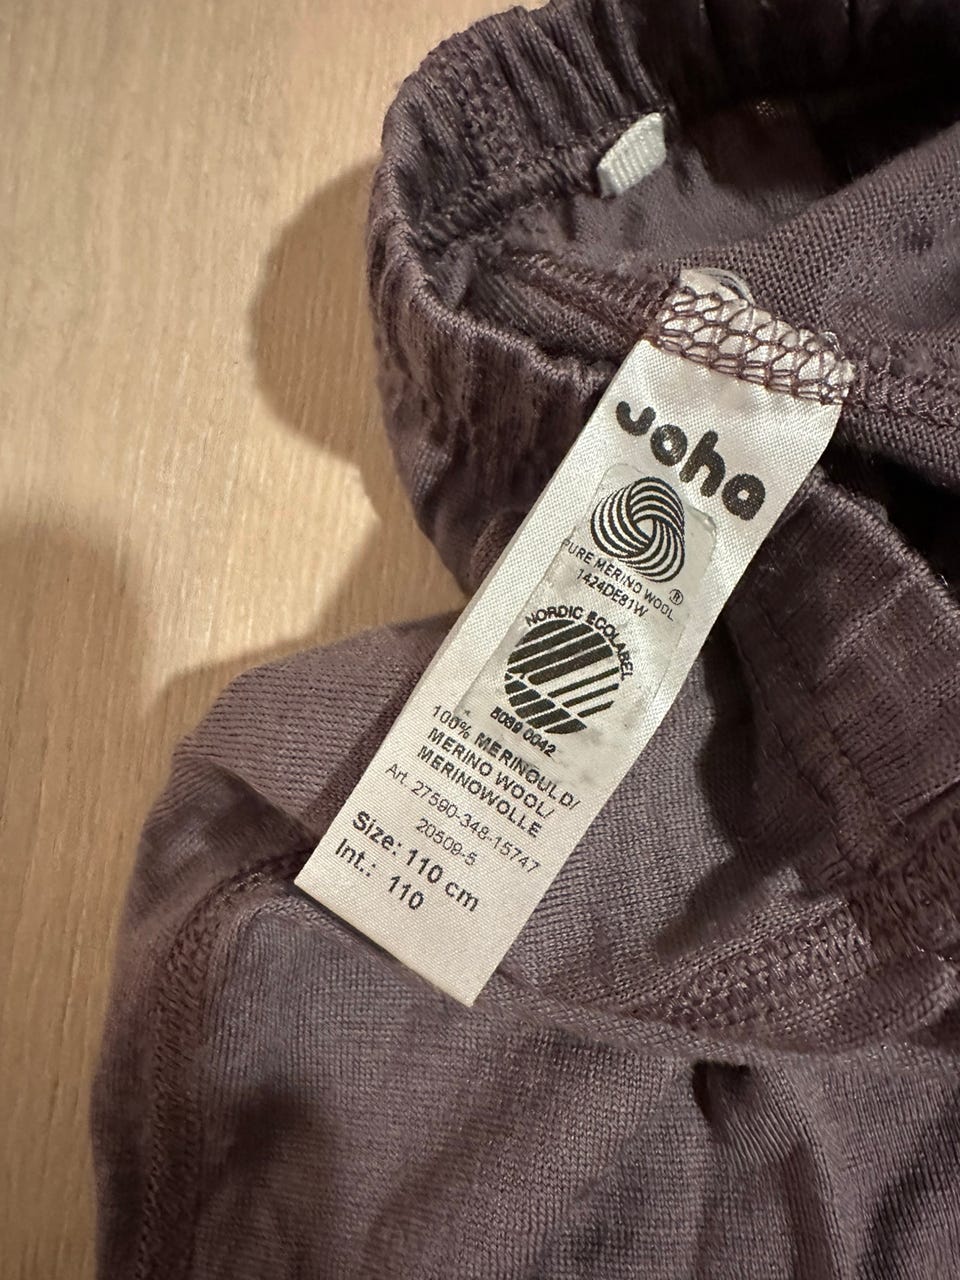 Joha
PURE MERINO WOOL ®
1424DE81W
NORDIC ECOLABEL
5089 0042
100% MERINOULD/
MERINO WOOL/
MERINOWOLLE
Art. 27590-348-15747
20509-5
Size: 110 cm
Int.: 110